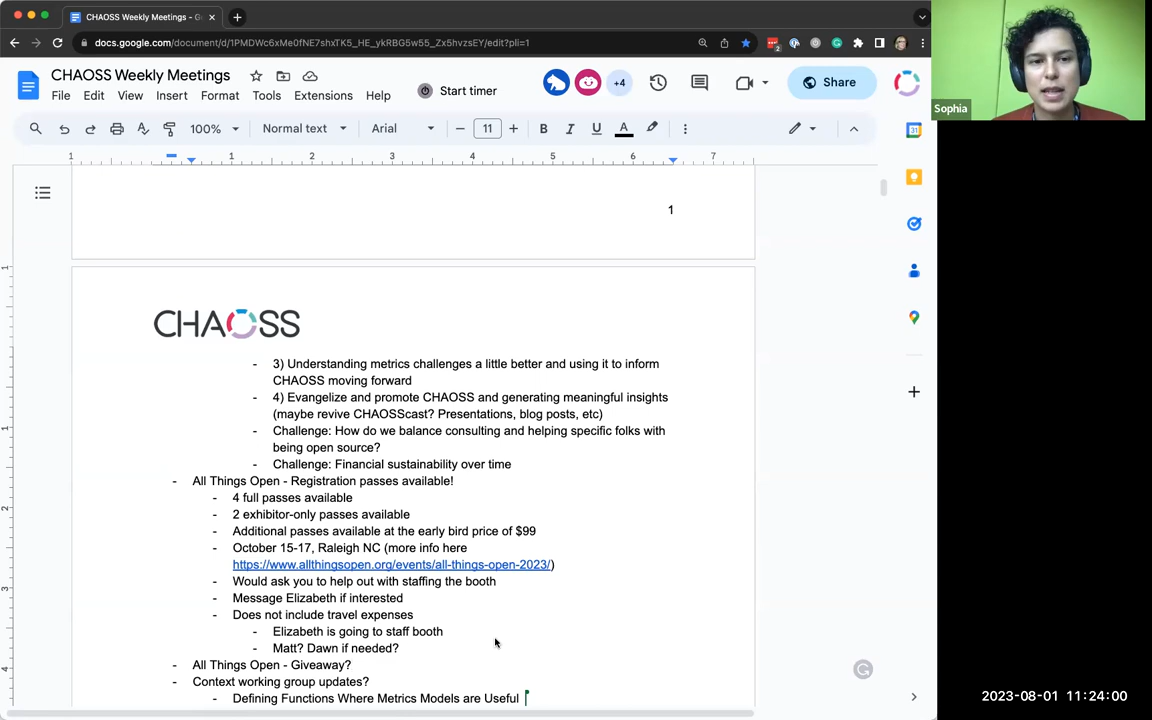 CHAOSS Weekly Meetings - G
docs.google.com/document/d/1PMDWc6xMe0fNE7shxTK5_HE_ykRBG5w55_Zx5hvzsEY/edit?pli=1
2
CHAOSS Weekly Meetings
File Edit View Insert Format Tools Extensions Help
Start timer
+4
Share
Sophia
100% Normal text Arial 11 B I U A
1 1 2 3 4 5 6 7
1
CHAOSS
- 3) Understanding metrics challenges a little better and using it to inform
CHAOSS moving forward
- 4) Evangelize and promote CHAOSS and generating meaningful insights
(maybe revive CHAOSScast? Presentations, blog posts, etc)
- Challenge: How do we balance consulting and helping specific folks with
being open source?
- Challenge: Financial sustainability over time
- All Things Open - Registration passes available!
- 4 full passes available
- 2 exhibitor-only passes available
- Additional passes available at the early bird price of $99
- October 15-17, Raleigh NC (more info here
https://www.allthingsopen.org/events/all-things-open-2023/)
- Would ask you to help out with staffing the booth
- Message Elizabeth if interested
- Does not include travel expenses
- Elizabeth is going to staff booth
- Matt? Dawn if needed?
- All Things Open - Giveaway?
- Context working group updates?
- Defining Functions Where Metrics Models are Useful
2023-08-01 11:24:00